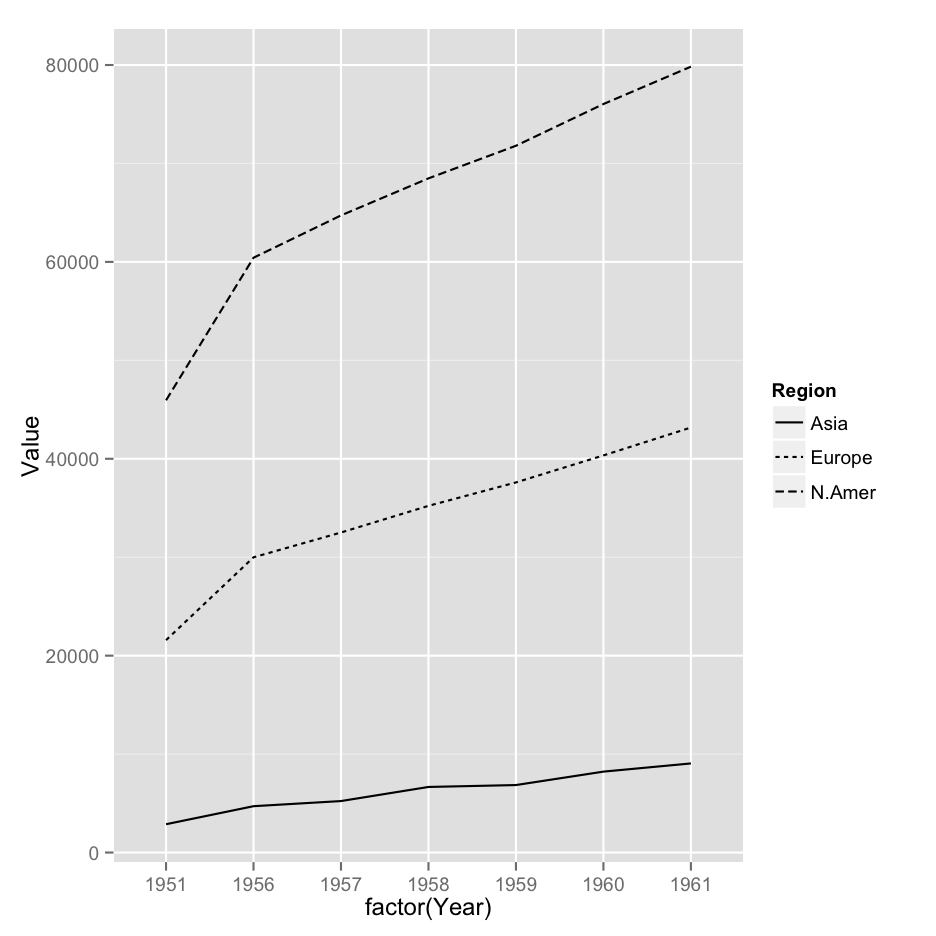 80000
60000
40000
20000
0
Value
1951 1956 1957 1958 1959 1960 1961
factor(Year)
Region
Asia
Europe
N.Amer